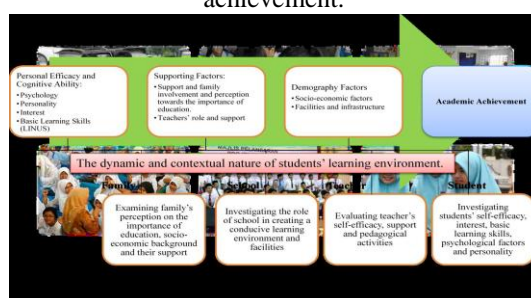 achievement.
Personal Efficacy and
Cognitive Ability:
• Psychology
• Personality
• Interest
• Basic Learning Skills
(LINUS)
Supporting Factors:
• Support and family
involvement and perception
towards the importance of
education.
• Teachers' role and support
Demography Factors
• Socio-economic factors
• Facilities and infrastructure
Academic Achievement
The dynamic and contextual nature of students' learning environment.
Family
School
Teacher
Student
Examining family's
perception on the
importance of
education, socio-
economic background
and their support
Investigating the role
of school in creating a
conducive learning
environment and
facilities
Evaluating teacher's
self-efficacy, support
and pedagogical
activities
Investigating
students' self-efficacy,
interest, basic
learning skills,
psychological factors
and personality